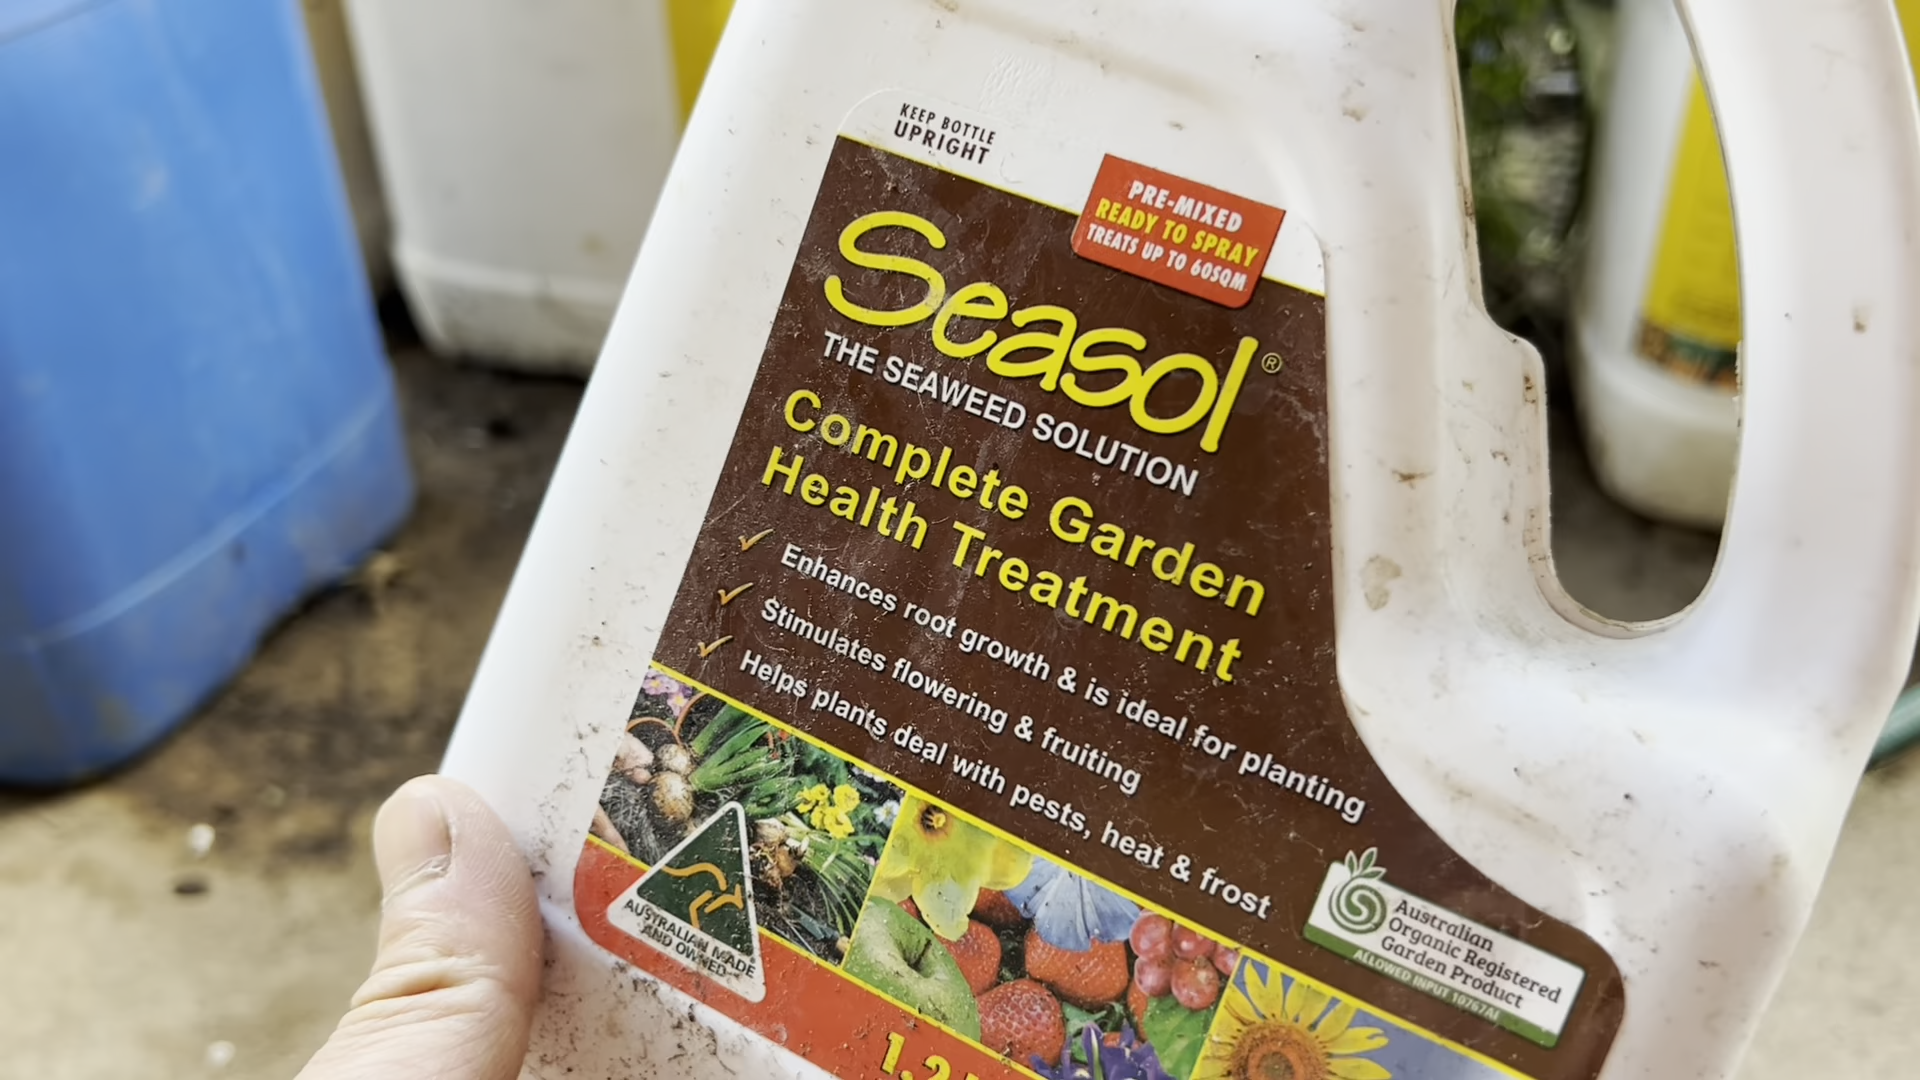 KEEP BOTTLE
UPRIGHT
PRE-MIXED
READY TO SPRAY
TREATS UP TO 60SQM
Seasol®
THE SEAWEED SOLUTION
Complete Garden
Health Treatment
Enhances root growth & is ideal for planting
Stimulates flowering & fruiting
Helps plants deal with pests, heat & frost
AUSTRALIAN MADE
AND OWNED
Australian
Organic Registered
Garden Product
ALLOWED INPUT 10767AI
1.2